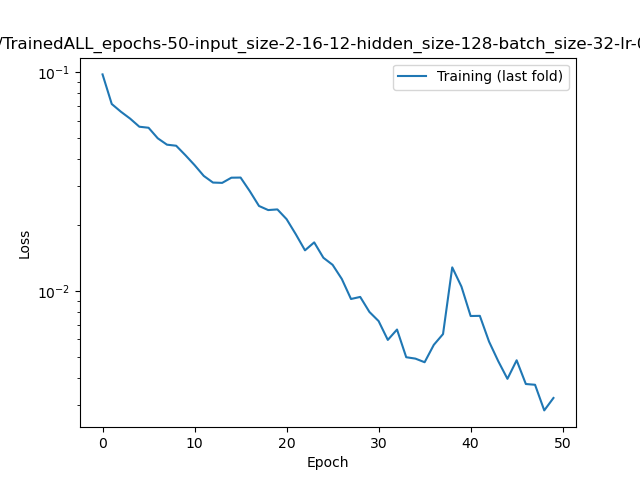 /TrainedALL_epochs-50-input_size-2-16-12-hidden_size-128-batch_size-32-lr-0
Training (last fold)
10⁻¹
10⁻²
Loss
0 10 20 30 40 50
Epoch